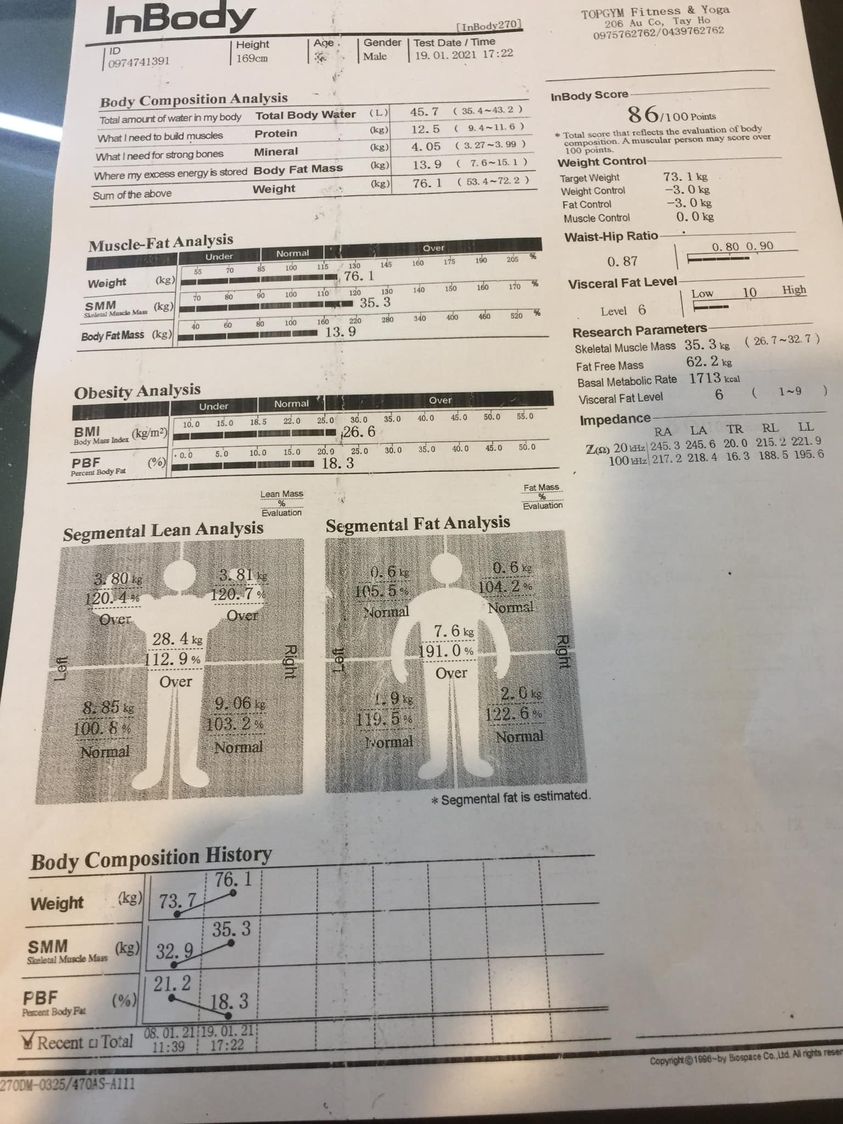 InBody
[InBody270]
TOPGYM Fitness & Yoga
206 Au Co, Tay Ho
0975762762/0439762762
ID
0974741391
Height
169cm
Age
Gender
Male
Test Date / Time
19. 01. 2021 17:22
Body Composition Analysis
Total amount of water in my body Total Body Water (L) 45. 7 ( 35. 4~43. 2 )
What I need to build muscles Protein (kg) 12. 5 ( 9. 4~11. 6 )
What I need for strong bones Mineral (kg) 4. 05 ( 3. 27~3. 99 )
Where my excess energy is stored Body Fat Mass (kg) 13. 9 ( 7. 6~15. 1 )
Sum of the above Weight (kg) 76. 1 ( 53. 4~72. 2 )
InBody Score
86/100 Points
* Total score that reflects the evaluation of body
composition. A muscular person may score over
100 points.
Weight Control
Target Weight 73. 1 kg
Weight Control -3. 0 kg
Fat Control -3. 0 kg
Muscle Control 0. 0 kg
Waist-Hip Ratio
0. 80 0. 90
0. 87
Visceral Fat Level
Low 10 High
Level 6
Research Parameters
Skeletal Muscle Mass 35. 3 kg ( 26. 7~32. 7 )
Fat Free Mass 62. 2 kg
Basal Metabolic Rate 1713 kcal
Visceral Fat Level 6 ( 1~9 )
Impedance
RA LA TR RL LL
Z(Ω) 20 kHz 245. 3 245. 6 20. 0 215. 2 221. 9
100 kHz 217. 2 218. 4 16. 3 188. 5 195. 6
Muscle-Fat Analysis
Under Normal Over
55 70 85 100 115 130 145 160 175 190 205 %
Weight (kg) 76. 1
70 80 90 100 110 120 130 140 150 160 170 %
SMM (kg) 35. 3
Skeletal Muscle Mass
40 60 80 100 160 220 280 340 400 460 520 %
Body Fat Mass (kg) 13. 9
Obesity Analysis
Under Normal Over
10. 0 15. 0 18. 5 22. 0 25. 0 30. 0 35. 0 40. 0 45. 0 50. 0 55. 0
BMI (kg/m²) 26. 6
Body Mass Index
0. 0 5. 0 10. 0 15. 0 20. 0 25. 0 30. 0 35. 0 40. 0 45. 0 50. 0
PBF (%) 18. 3
Percent Body Fat
Lean Mass
%
Evaluation
Segmental Lean Analysis
3. 80 kg 3. 81 kg
120. 4 % 120. 7 %
Over Over
28. 4 kg
112. 9 %
Over
Left Right
8. 85 kg 9. 06 kg
100. 8 % 103. 2 %
Normal Normal
Fat Mass
%
Evaluation
Segmental Fat Analysis
0. 6 kg 0. 6 kg
105. 5 % 104. 2 %
Normal Normal
7. 6 kg
191. 0 %
Over
Left Right
1. 9 kg 2. 0 kg
119. 5 % 122. 6 %
Normal Normal
* Segmental fat is estimated.
Body Composition History
Weight (kg) 73. 7 76. 1
SMM (kg) 32. 9 35. 3
Skeletal Muscle Mass
PBF (%) 21. 2 18. 3
Percent Body Fat
Recent Total 08. 01. 21 19. 01. 21
11:39 17:22
270DM-0325/470AS-A111
Copyright©1996~by Biospace Co.,Ltd. All rights reser